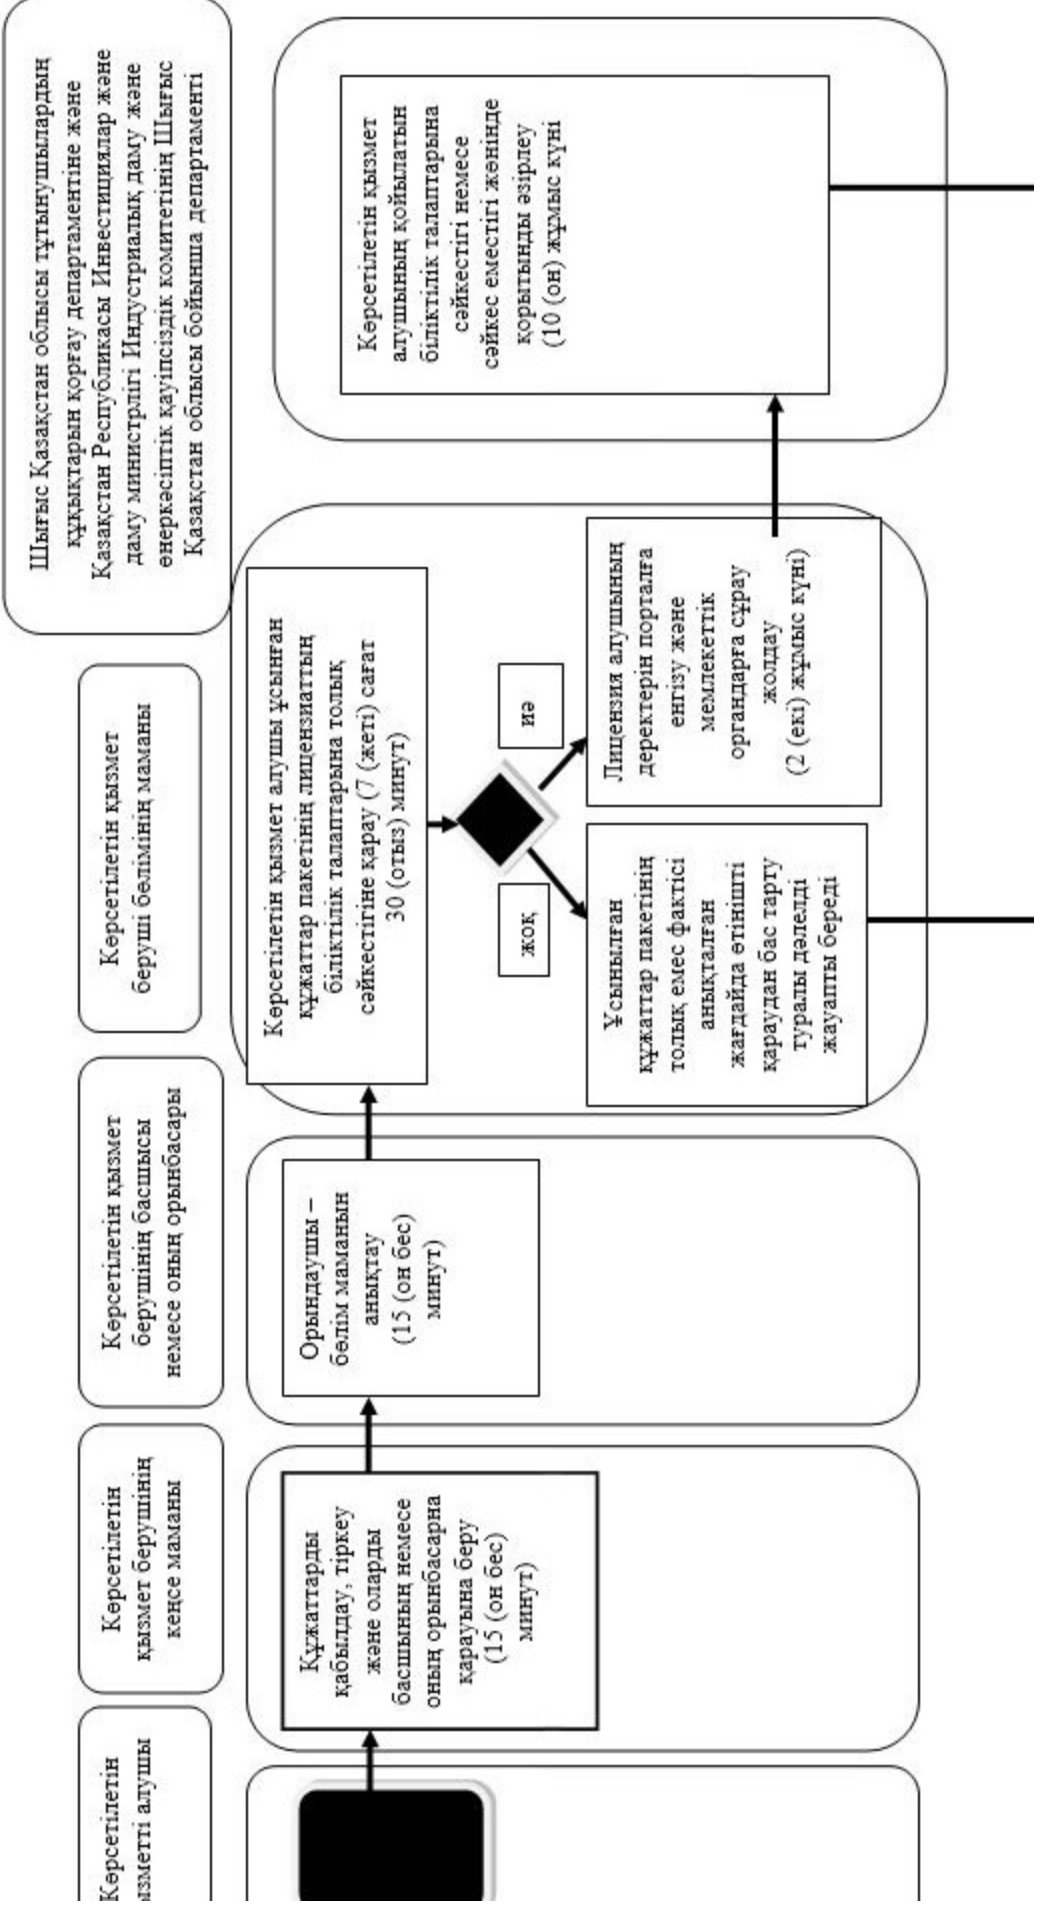 Көрсетілетін
ызметті алушы
Көрсетілетін
қызмет берушінің
кеңсе маманы
Көрсетілетін қызмет
берушінің басшысы
немесе оның орынбасары
Көрсетілетін қызмет
беруші бөлімінің маманы
Шығыс Қазақстан облысы тұтынушылардың
құқықтарын қорғау департаментіне және
Қазақстан Республикасы Инвестициялар және
даму министрлігі Индустриалық даму және
өнеркәсіптік қауіпсіздік комитетінің Шығыс
Қазақстан облысы бойынша департаменті
Құжаттарды
қабылдау, тіркеу
және оларды
басшының немесе
оның орынбасарна
қарауына беру
(15 (он бес)
минут)
Орындаушы –
бөлім маманын
анықтау
(15 (он бес)
минут)
Көрсетілетін қызмет алушы ұсынған
құжаттар пакетінің лицензиаттың
біліктілік талаптарына толық
сәйкестігіне қарау (7 (жеті) сағат
30 (отыз) минут)
жоқ
иә
Ұсынылған
құжаттар пакетінің
толық емес фактісі
анықталған
жағдайда өтінішті
қараудан бас тарту
туралы дәлелді
жауапты береді
Лицензия алушының
деректерін порталға
енгізу және
мемлекеттік
органдарға сұрау
жолдау
(2 (екі) жұмыс күні)
Көрсетілетін қызмет
алушының қойылатын
біліктілік талаптарына
сәйкестігі немесе
сәйкес еместігі жөнінде
қорытынды әзірлеу
(10 (он) жұмыс күні